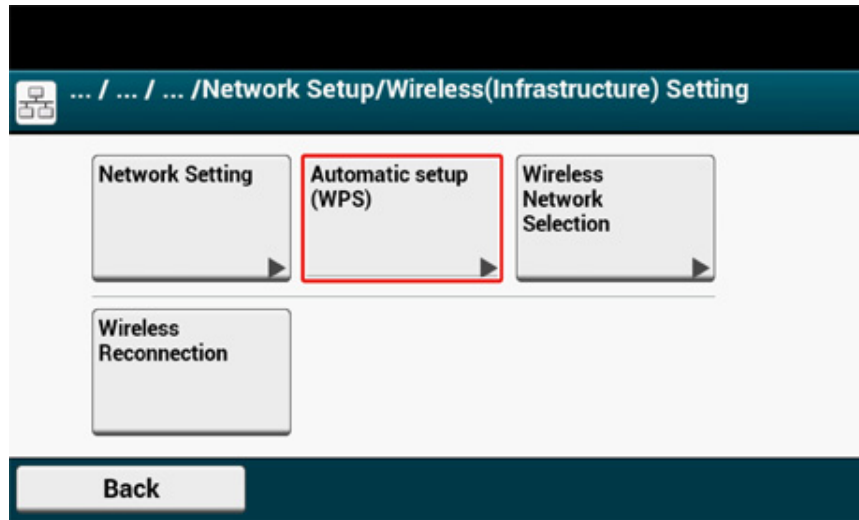 ... / ... / ... /Network Setup/Wireless(Infrastructure) Setting
Network Setting
Automatic setup
(WPS)
Wireless
Network
Selection
Wireless
Reconnection
Back